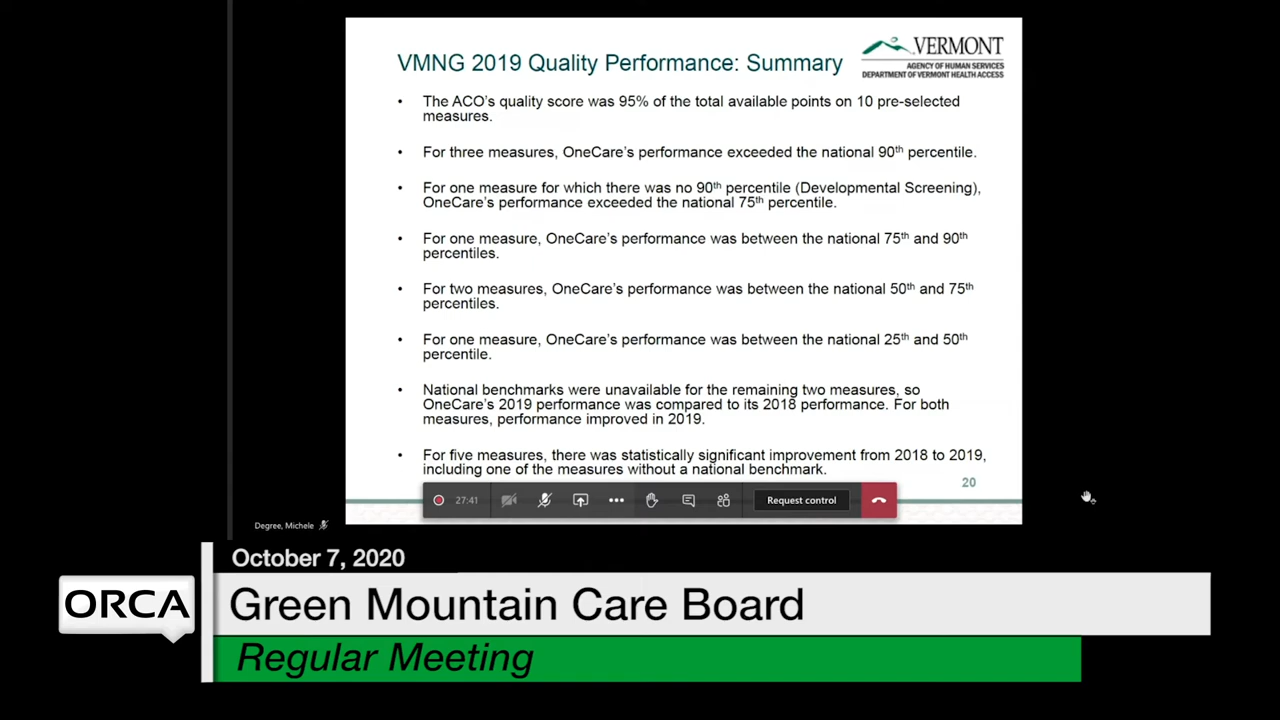 VMNG 2019 Quality Performance: Summary
VERMONT
AGENCY OF HUMAN SERVICES
DEPARTMENT OF VERMONT HEALTH ACCESS
• The ACO's quality score was 95% of the total available points on 10 pre-selected
measures.
• For three measures, OneCare's performance exceeded the national 90th percentile.
• For one measure for which there was no 90th percentile (Developmental Screening),
OneCare's performance exceeded the national 75th percentile.
• For one measure, OneCare's performance was between the national 75th and 90th
percentiles.
• For two measures, OneCare's performance was between the national 50th and 75th
percentiles.
• For one measure, OneCare's performance was between the national 25th and 50th
percentile.
• National benchmarks were unavailable for the remaining two measures, so
OneCare's 2019 performance was compared to its 2018 performance. For both
measures, performance improved in 2019.
• For five measures, there was statistically significant improvement from 2018 to 2019,
including one of the measures without a national benchmark.
20
27:41
Request control
Degree, Michele
October 7, 2020
ORCA
Green Mountain Care Board
Regular Meeting